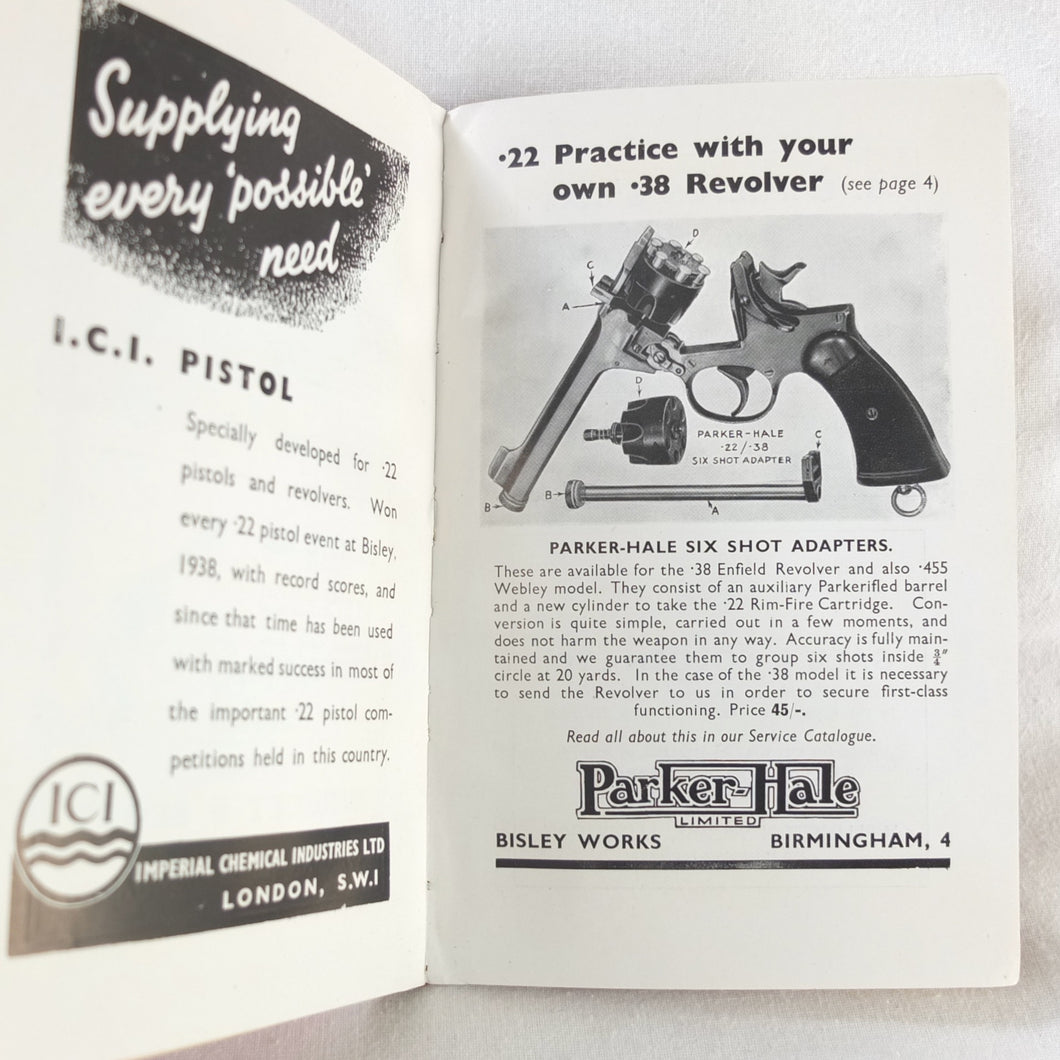 Supplying
every 'possible'
need
I.C.I. PISTOL
Specially developed for ·22
pistols and revolvers. Won
every ·22 pistol event at Bisley,
1938, with record scores, and
since that time has been used
with marked success in most of
the important ·22 pistol com-
petitions held in this country.
ICI
IMPERIAL CHEMICAL INDUSTRIES LTD
LONDON, S.W.1
·22 Practice with your
own ·38 Revolver (see page 4)
D
C
A
D
PARKER-HALE
·22/·38
SIX SHOT ADAPTER
C
B
B
A
PARKER-HALE SIX SHOT ADAPTERS.
These are available for the ·38 Enfield Revolver and also ·455
Webley model. They consist of an auxiliary Parkerifled barrel
and a new cylinder to take the ·22 Rim-Fire Cartridge. Con-
version is quite simple, carried out in a few moments, and
does not harm the weapon in any way. Accuracy is fully main-
tained and we guarantee them to group six shots inside ¾"
circle at 20 yards. In the case of the ·38 model it is necessary
to send the Revolver to us in order to secure first-class
functioning. Price 45/-.
Read all about this in our Service Catalogue.
Parker-Hale
LIMITED
BISLEY WORKS BIRMINGHAM, 4